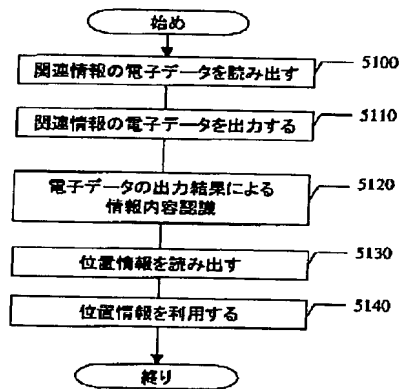 始め
関連情報の電子データを読み出す
5100
関連情報の電子データを出力する
5110
電子データの出力結果による
情報内容認識
5120
位置情報を読み出す
5130
位置情報を利用する
5140
終り